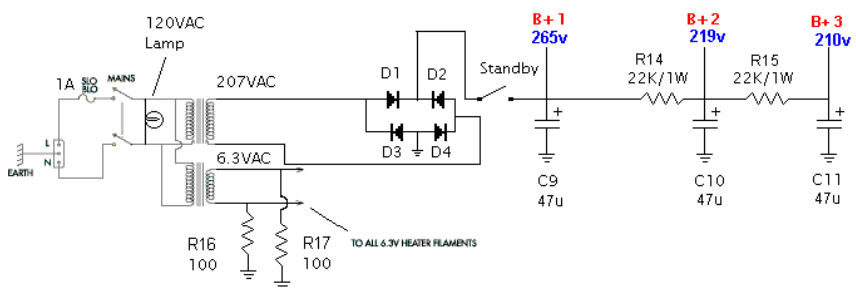 120VAC
Lamp
1A
SLO
BLO
MAINS
L
N
EARTH
207VAC
6.3VAC
D1
D2
D3
D4
Standby
R16
100
R17
100
TO ALL 6.3V HEATER FILAMENTS
B+1
265v
+
C9
47u
R14
22K/1W
B+2
219v
+
C10
47u
R15
22K/1W
B+3
210v
+
C11
47u